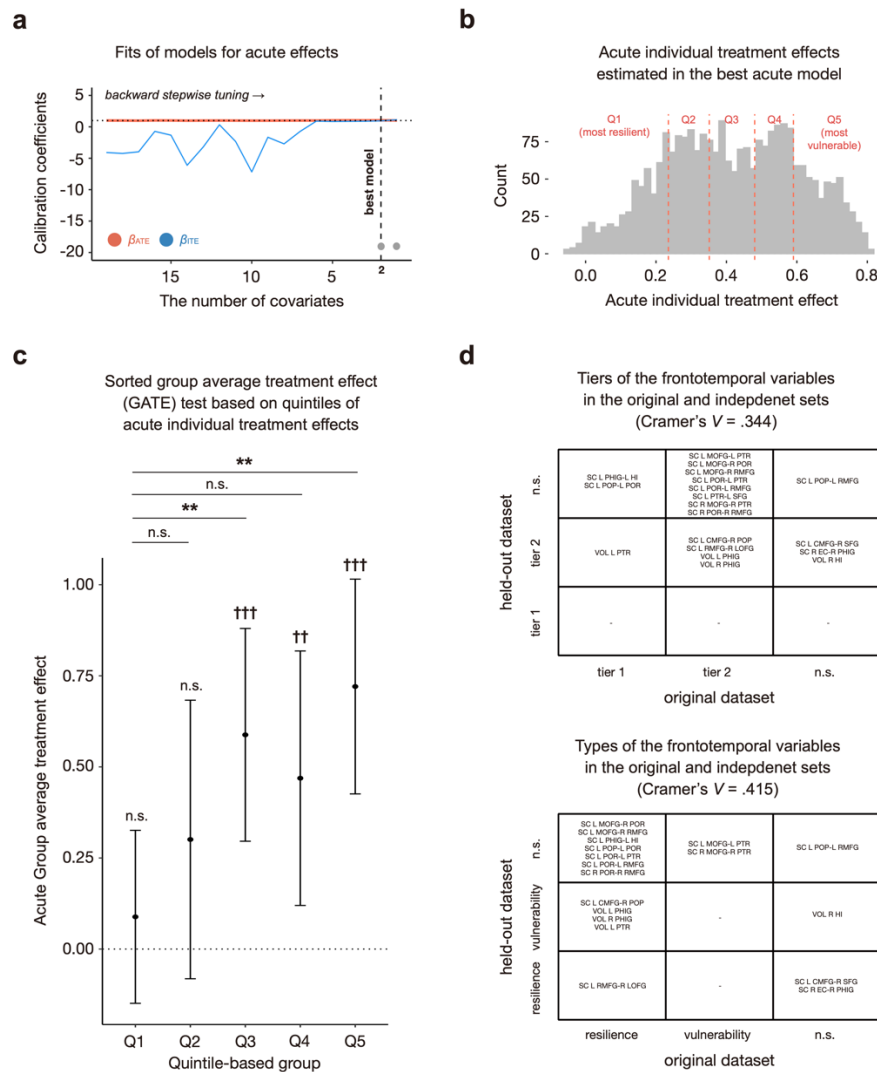 a
Fits of models for acute effects
backward stepwise tuning →
Calibration coefficients
5
0
-5
-10
-15
-20
best model
βATE
βITE
15
10
5
2
The number of covariates
b
Acute individual treatment effects
estimated in the best acute model
Q1
(most resilient)
Q2
Q3
Q4
Q5
(most
vulnerable)
Count
75
50
25
0
0.0
0.2
0.4
0.6
0.8
Acute individual treatment effect
c
Sorted group average treatment effect
(GATE) test based on quintiles of
acute individual treatment effects
**
n.s.
**
n.s.
Acute Group average treatment effect
1.00
0.75
0.50
0.25
0.00
n.s.
n.s.
†††
††
†††
Q1
Q2
Q3
Q4
Q5
Quintile-based group
d
Tiers of the frontotemporal variables
in the original and indepdenet sets
(Cramer's V = .344)
held-out dataset
n.s.
SC L PHIG-L HI
SC L POP-L POR
SC L MOFG-L PTR
SC L MOFG-R POR
SC L MOFG-R RMFG
SC L POR-L PTR
SC L POR-L RMFG
SC L PTR-L SFG
SC R MOFG-R PTR
SC R POR-R RMFG
SC L POP-L RMFG
tier 2
VOL L PTR
SC L CMFG-R POP
SC L RMFG-R LOFG
VOL L PHIG
VOL R PHIG
SC L CMFG-R SFG
SC R EC-R PHIG
VOL R HI
tier 1
-
-
-
tier 1
tier 2
n.s.
original dataset
Types of the frontotemporal variables
in the original and indepdenet sets
(Cramer's V = .415)
held-out dataset
n.s.
SC L MOFG-R POR
SC L MOFG-R RMFG
SC L PHIG-L HI
SC L POP-L POR
SC L POR-L PTR
SC L POP-L RMFG
SC R POR-R RMFG
SC L MOFG-L PTR
SC R MOFG-R PTR
SC L POP-L RMFG
vulnerability
SC L CMFG-R POP
VOL L PHIG
VOL R PHIG
VOL L PTR
-
VOL R HI
resilience
SC L RMFG-R LOFG
-
SC L CMFG-R SFG
SC R EC-R PHIG
resilience
vulnerability
n.s.
original dataset